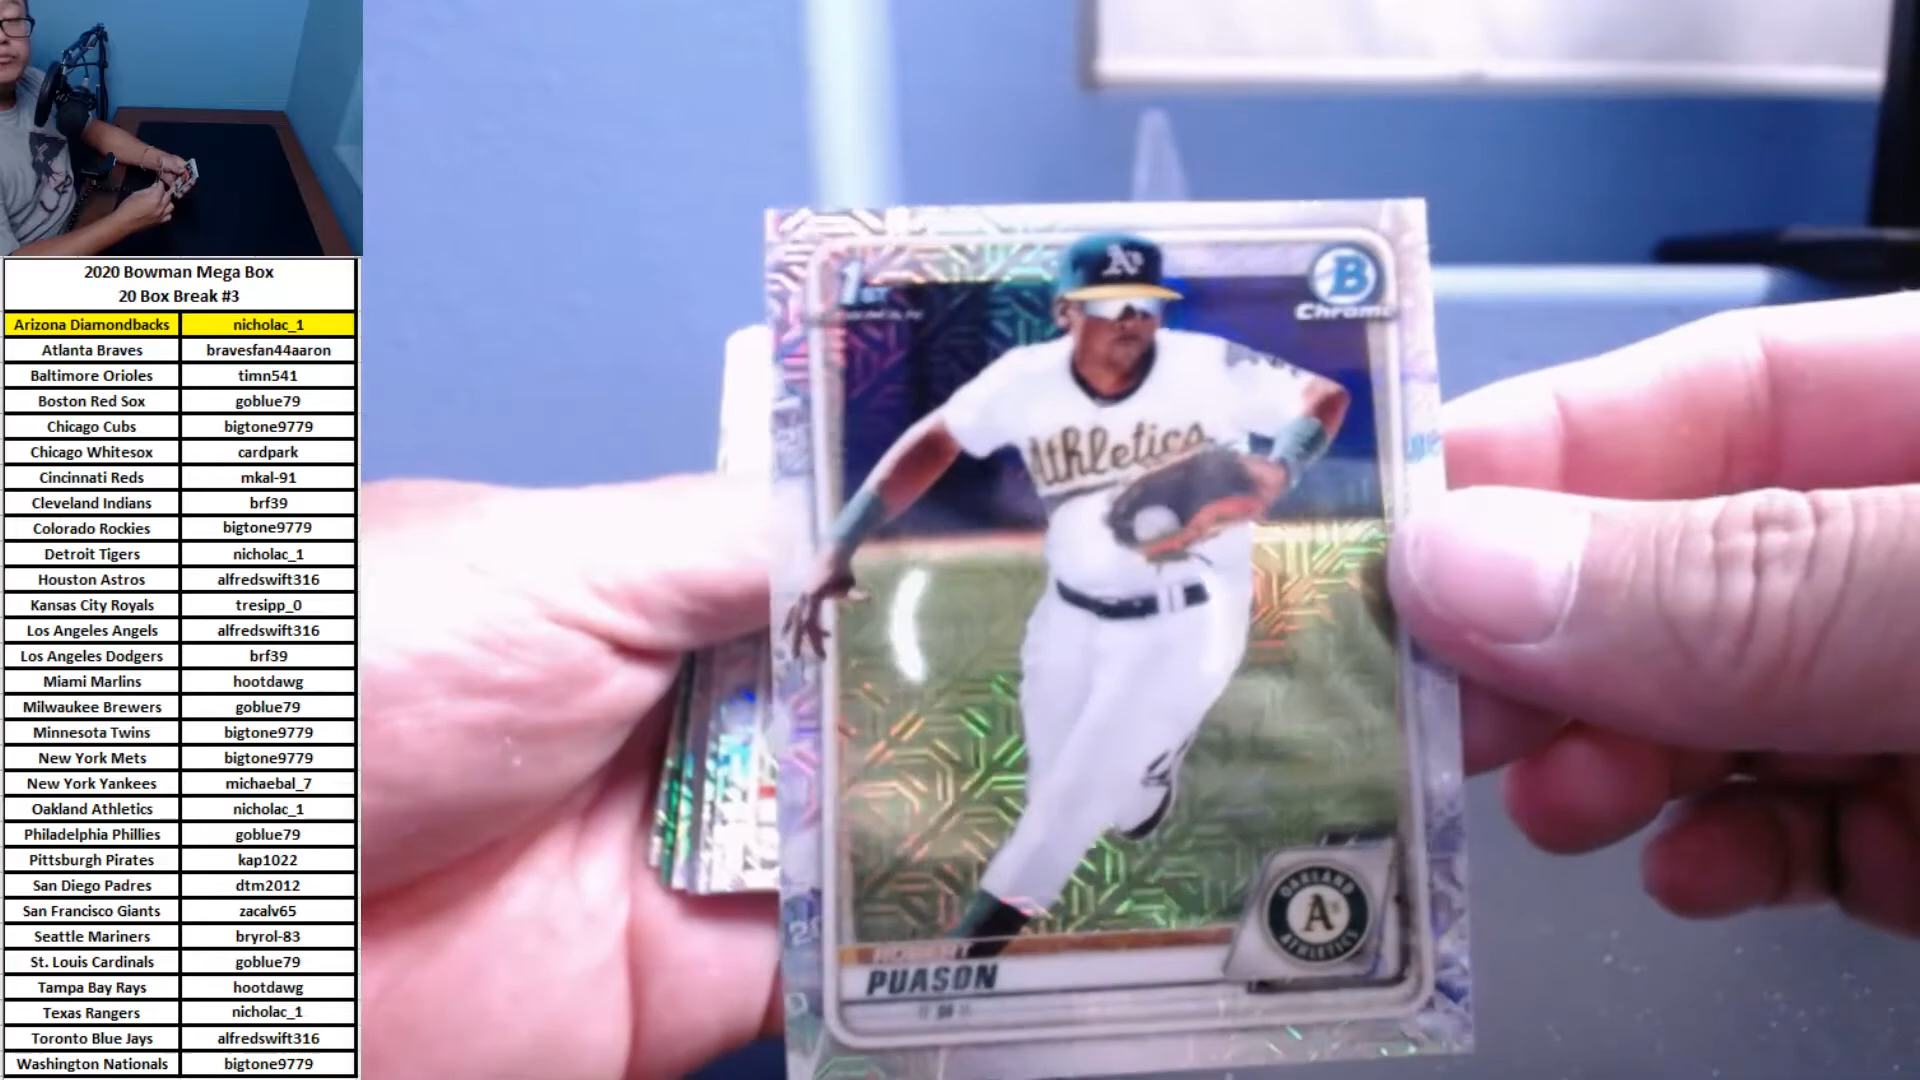 2020 Bowman Mega Box
20 Box Break #3
Arizona Diamondbacks nicholac_1
Atlanta Braves bravesfan44aaron
Baltimore Orioles timn541
Boston Red Sox goblue79
Chicago Cubs bigtone9779
Chicago Whitesox cardpark
Cincinnati Reds mkal-91
Cleveland Indians brf39
Colorado Rockies bigtone9779
Detroit Tigers nicholac_1
Houston Astros alfredswift316
Kansas City Royals tresipp_0
Los Angeles Angels alfredswift316
Los Angeles Dodgers brf39
Miami Marlins hootdawg
Milwaukee Brewers goblue79
Minnesota Twins bigtone9779
New York Mets bigtone9779
New York Yankees michaebal_7
Oakland Athletics nicholac_1
Philadelphia Phillies goblue79
Pittsburgh Pirates kap1022
San Diego Padres dtm2012
San Francisco Giants zacalv65
Seattle Mariners bryrol-83
St. Louis Cardinals goblue79
Tampa Bay Rays hootdawg
Texas Rangers nicholac_1
Toronto Blue Jays alfredswift316
Washington Nationals bigtone9779
1ST
B
Chrome
A's
Athletics
OAKLAND
A's
ATHLETICS
ROBERT
PUASON